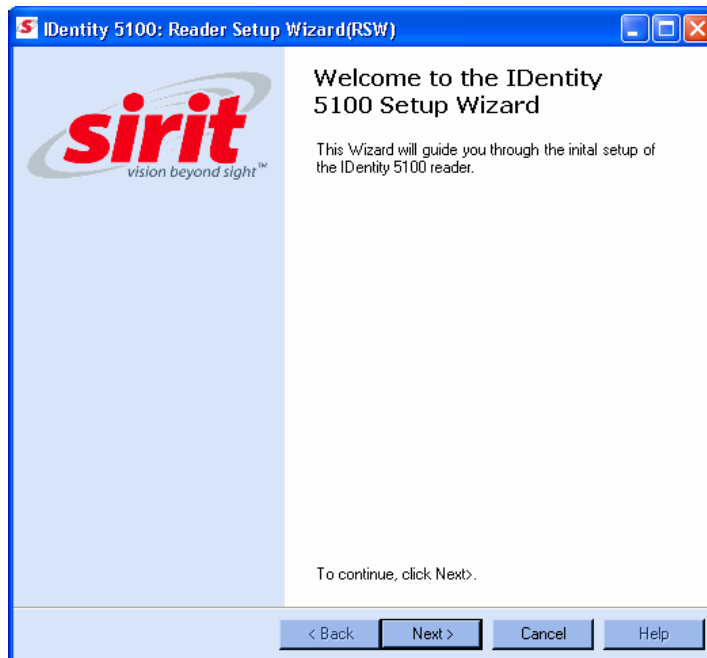 IDentity 5100: Reader Setup Wizard(RSW)
sirit
vision beyond sight™
Welcome to the IDentity
5100 Setup Wizard
This Wizard will guide you through the inital setup of
the IDentity 5100 reader.
To continue, click Next>.
< Back
Next >
Cancel
Help